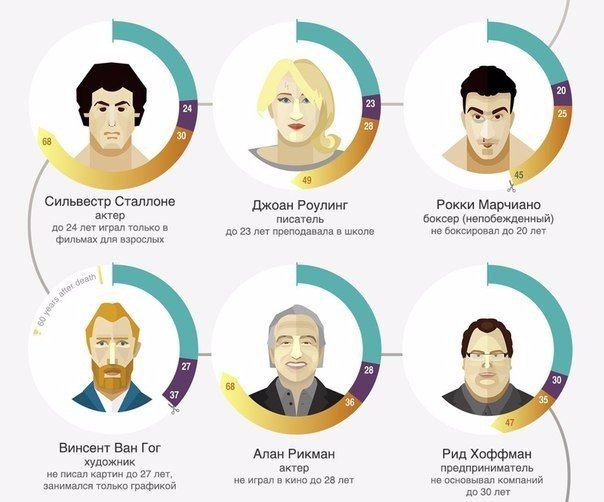 24
30
68
Сильвестр Сталлоне
актер
до 24 лет играл только в
фильмах для взрослых
23
28
49
Джоан Роулинг
писатель
до 23 лет преподавала в школе
20
25
45
Рокки Марчиано
боксер (непобежденный)
не боксировал до 20 лет
60 years after death
27
37
Винсент Ван Гог
художник
не писал картин до 27 лет,
занимался только графикой
28
36
68
Алан Рикман
актер
не играл в кино до 28 лет
30
35
47
Рид Хоффман
предприниматель
не основывал компаний
до 30 лет